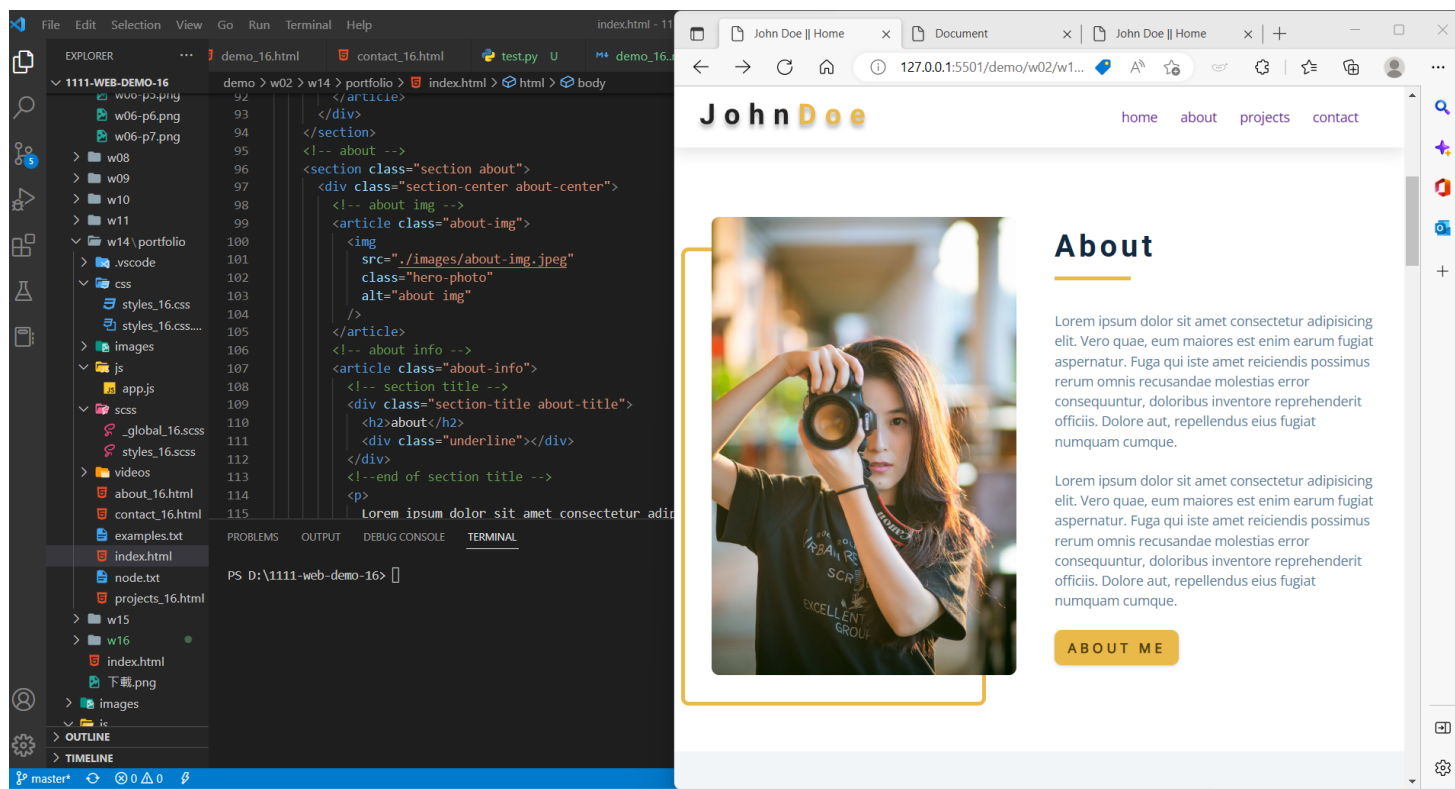 File Edit Selection View Go Run Terminal Help
index.html - 11
EXPLORER
1111-WEB-DEMO-16
w06-p5.png
w06-p6.png
w06-p7.png
w08
w09
w10
w11
w14\portfolio
.vscode
css
styles_16.css
styles_16.css....
images
js
app.js
scss
_global_16.scss
styles_16.scss
videos
about_16.html
contact_16.html
examples.txt
index.html
node.txt
projects_16.html
w15
w16
index.html
下載.png
images
js
OUTLINE
TIMELINE
5
master* 0 0
demo_16.html contact_16.html test.py U demo_16..
demo > w02 > w14 > portfolio > index.html > html > body
92 </article>
93 </div>
94 </section>
95 <!-- about -->
96 <section class="section about">
97 <div class="section-center about-center">
98 <!-- about img -->
99 <article class="about-img">
100 <img
101 src="./images/about-img.jpeg"
102 class="hero-photo"
103 alt="about img"
104 />
105 </article>
106 <!-- about info -->
107 <article class="about-info">
108 <!-- section title -->
109 <div class="section-title about-title">
110 <h2>about</h2>
111 <div class="underline"></div>
112 </div>
113 <!--end of section title -->
114 <p>
115 Lorem ipsum dolor sit amet consectetur adip
PROBLEMS OUTPUT DEBUG CONSOLE TERMINAL
PS D:\1111-web-demo-16>
John Doe || Home
Document
John Doe || Home
127.0.0.1:5501/demo/w02/w1...
JohnDoe
home about projects contact
About
Lorem ipsum dolor sit amet consectetur adipisicing
elit. Vero quae, eum maiores est enim earum fugiat
aspernatur. Fuga qui iste amet reiciendis possimus
rerum omnis recusandae molestias error
consequuntur, doloribus inventore reprehenderit
officiis. Dolore aut, repellendus eius fugiat
numquam cumque.
Lorem ipsum dolor sit amet consectetur adipisicing
elit. Vero quae, eum maiores est enim earum fugiat
aspernatur. Fuga qui iste amet reiciendis possimus
rerum omnis recusandae molestias error
consequuntur, doloribus inventore reprehenderit
officiis. Dolore aut, repellendus eius fugiat
numquam cumque.
ABOUT ME
EXCELLENT
GROUP